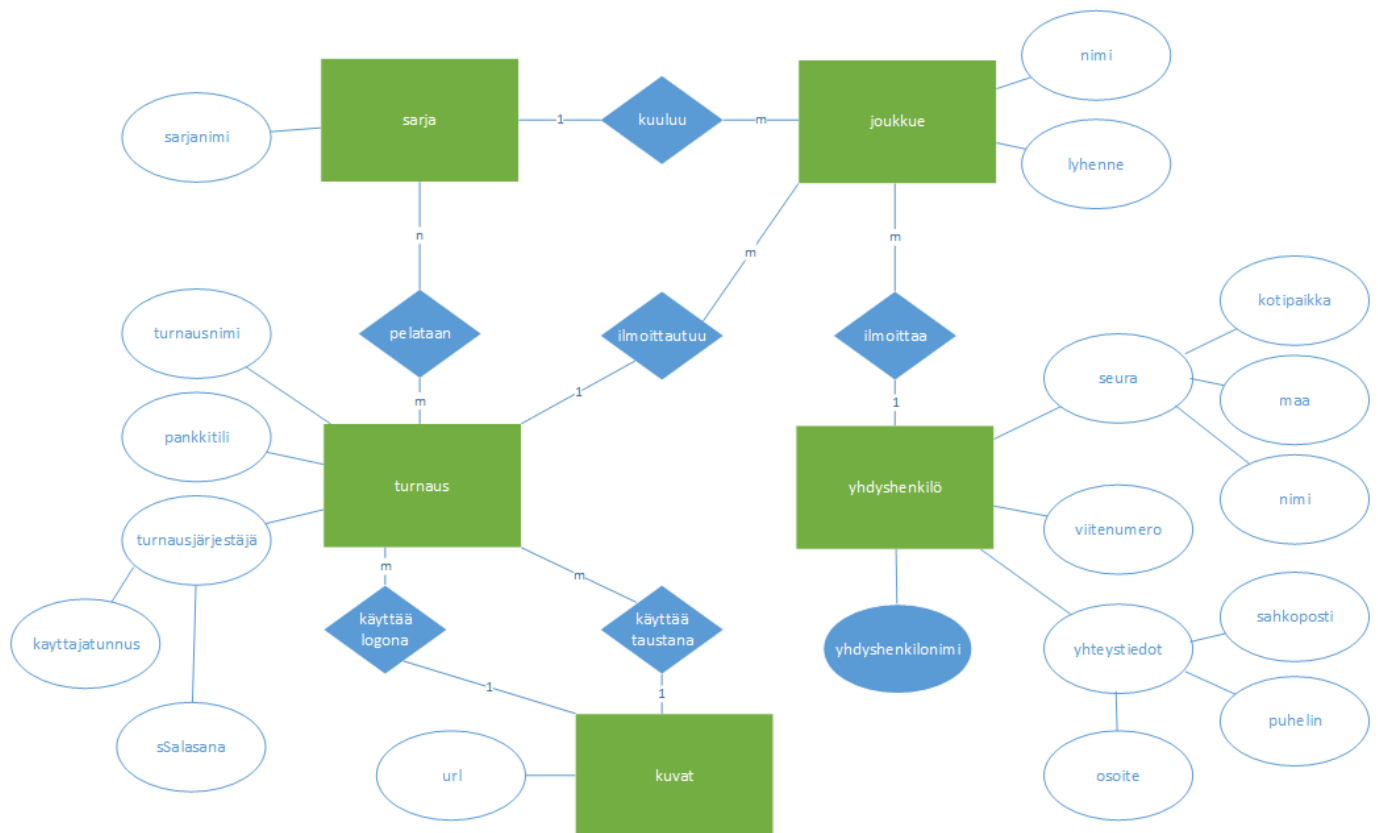 nimi
sarja
1
kuuluu
m
joukkue
sarjanimi
lyhenne
n
m
m
kotipaikka
turnausnimi
pelataan
ilmoittautuu
ilmoittaa
seura
maa
1
m
1
pankkitili
turnaus
yhdyshenkilö
nimi
viitenumero
turnausjärjestäjä
m
m
käyttää
logona
käyttää
taustana
sahkoposti
kayttajatunnus
yhdyshenkilonimi
yhteystiedot
1
1
puhelin
sSalasana
url
kuvat
osoite